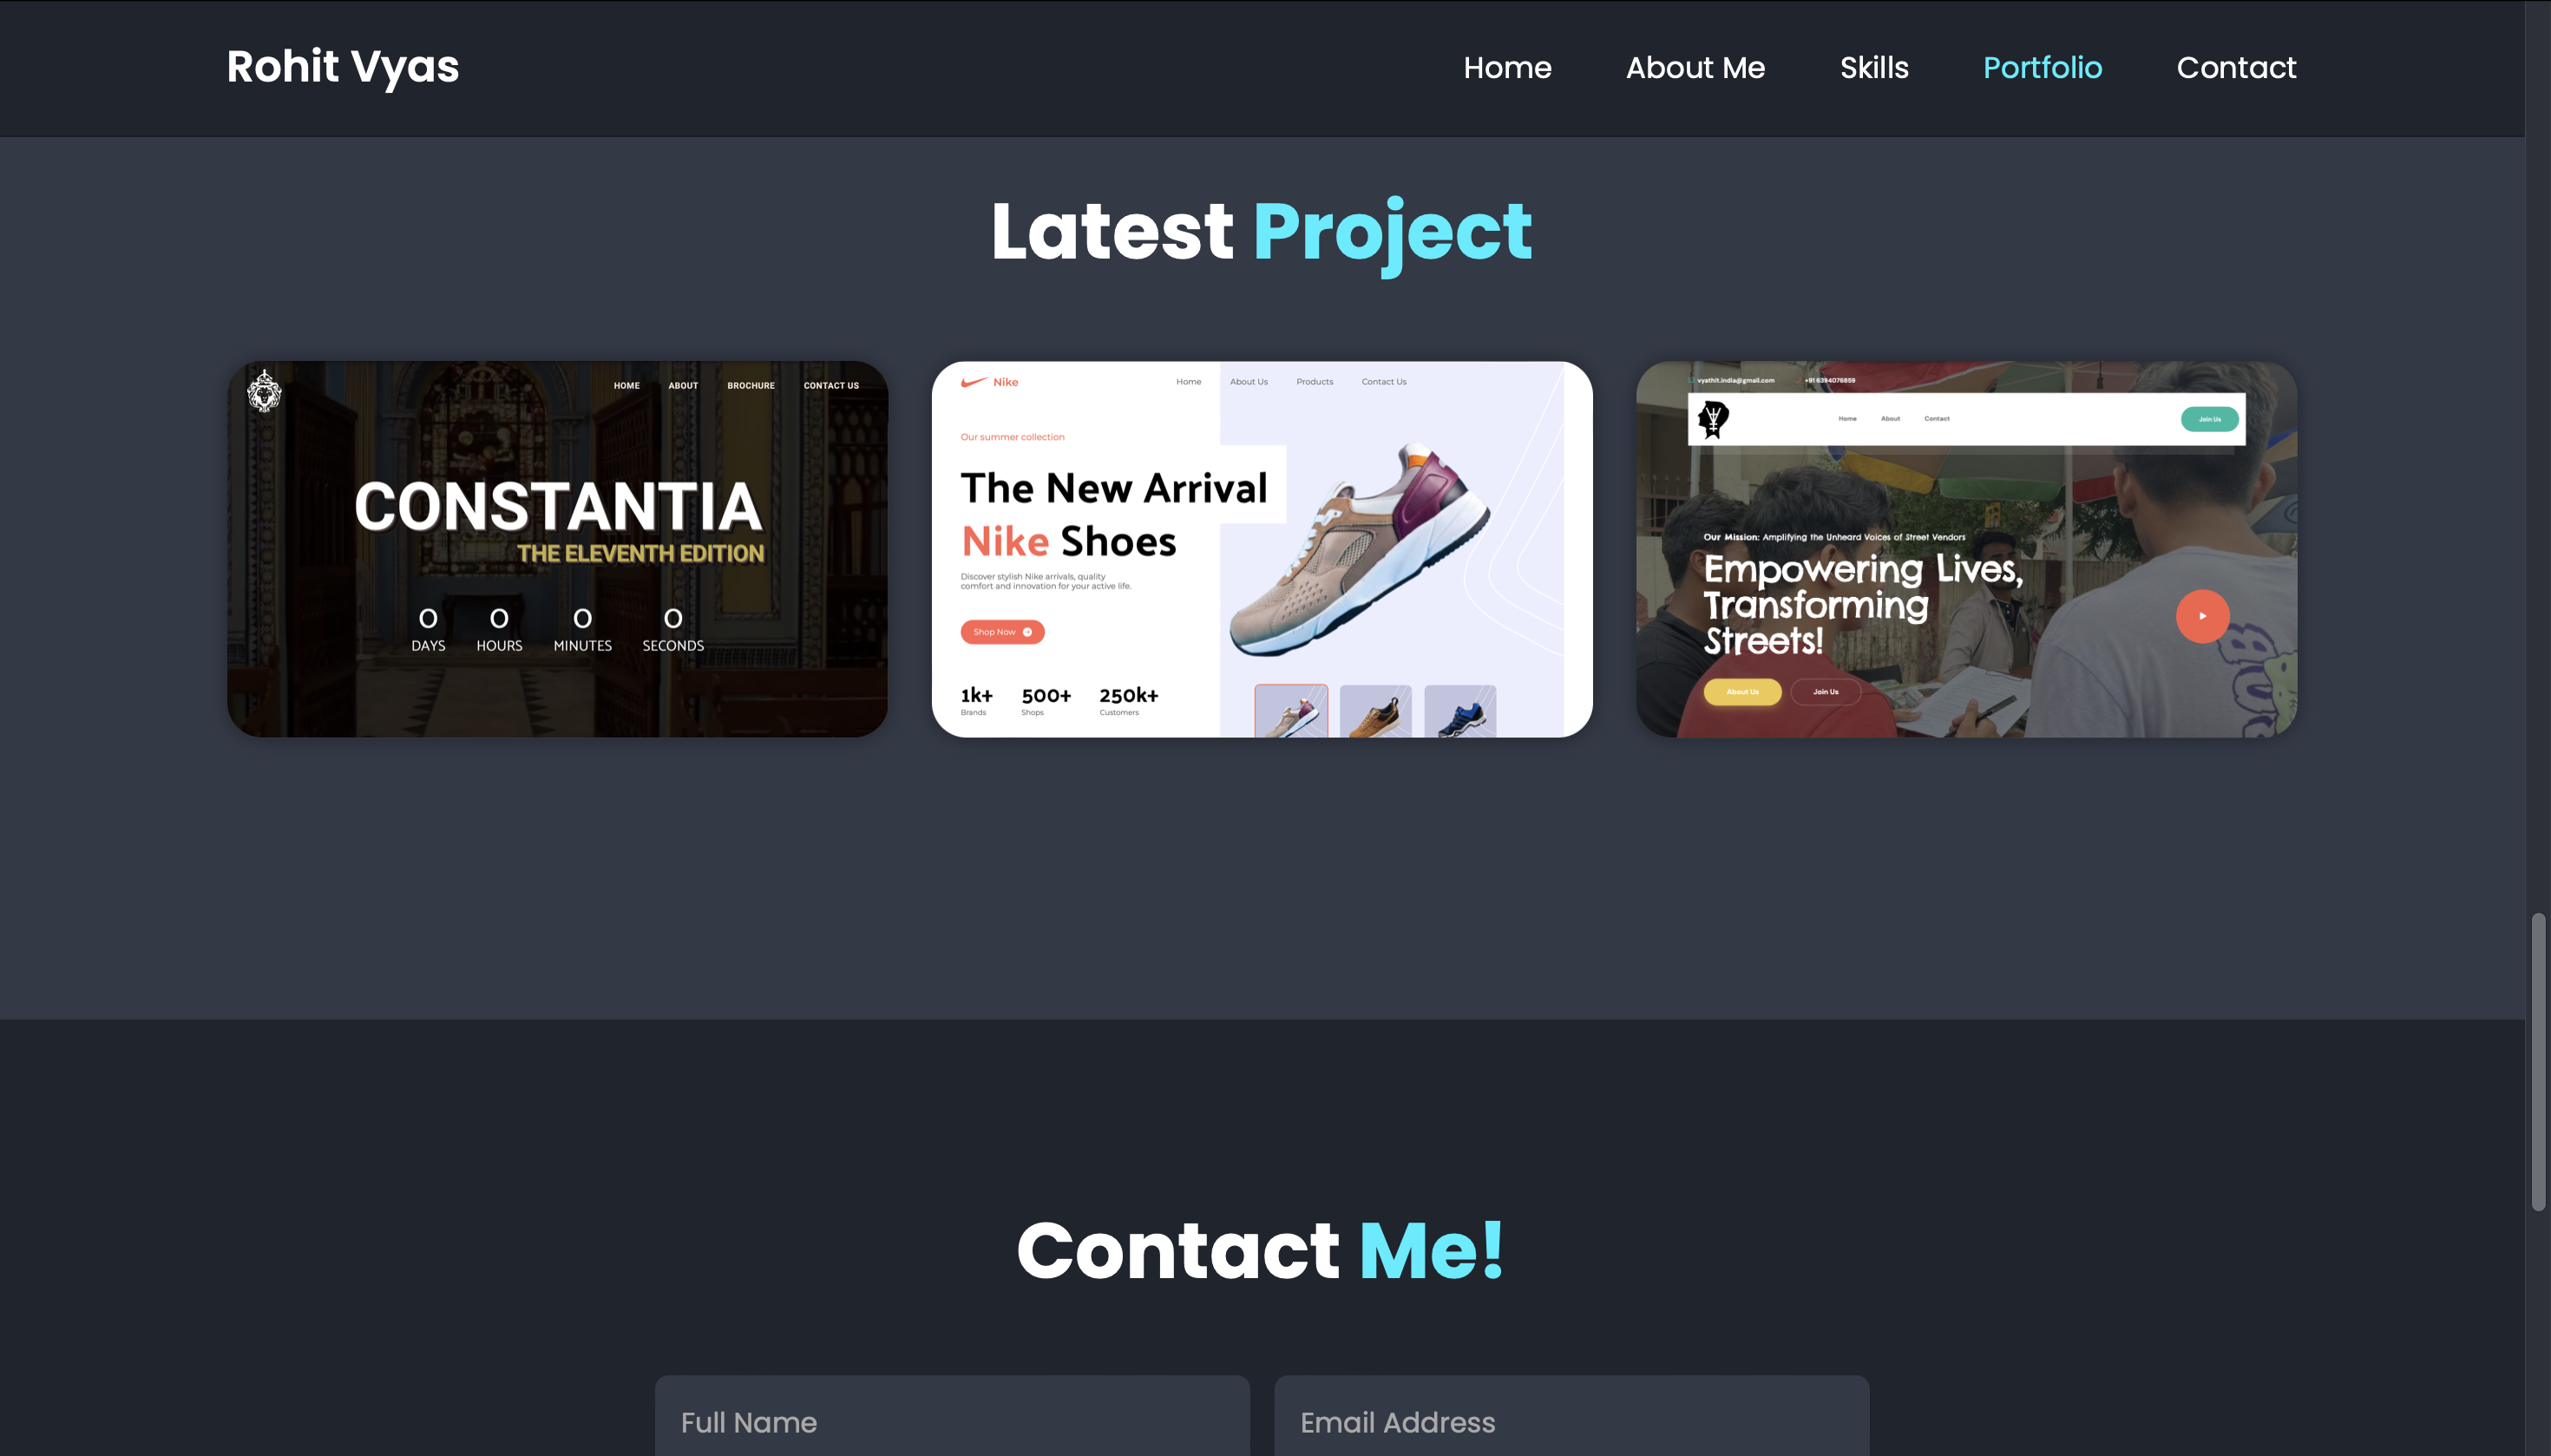 Rohit Vyas
Home About Me Skills Portfolio Contact
Latest Project
HOME ABOUT BROCHURE CONTACT US
CONSTANTIA
THE ELEVENTH EDITION
0 0 0 0
DAYS HOURS MINUTES SECONDS
Nike
Home About Us Products Contact Us
Our summer collection
The New Arrival
Nike Shoes
Discover stylish Nike arrivals, quality
comfort and innovation for your active life.
Shop Now
1k+ 500+ 250k+
Brands Shops Customers
vyathit.india@gmail.com +91 6394076859
Home About Contact
Join Us
Our Mission: Amplifying the Unheard Voices of Street Vendors
Empowering Lives,
Transforming
Streets!
About Us Join Us
Contact Me!
Full Name Email Address